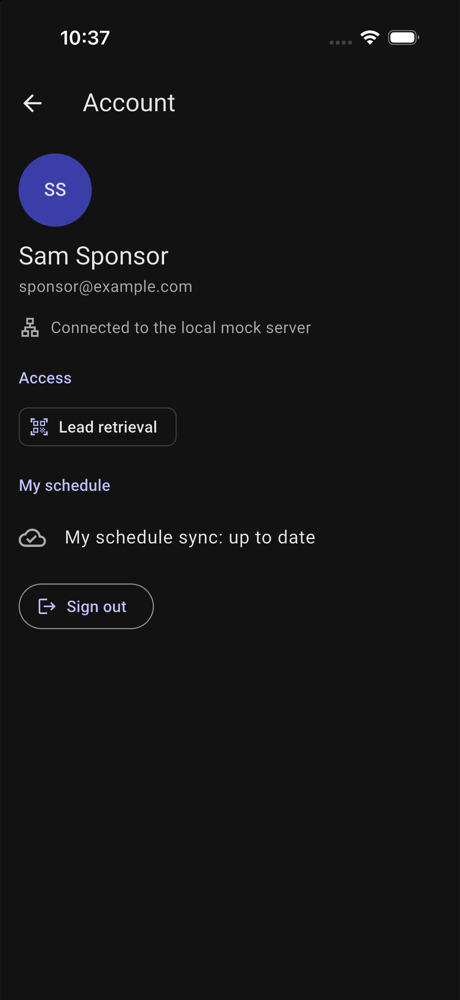 10:37
Account
SS
Sam Sponsor
sponsor@example.com
Connected to the local mock server
Access
Lead retrieval
My schedule
My schedule sync: up to date
Sign out